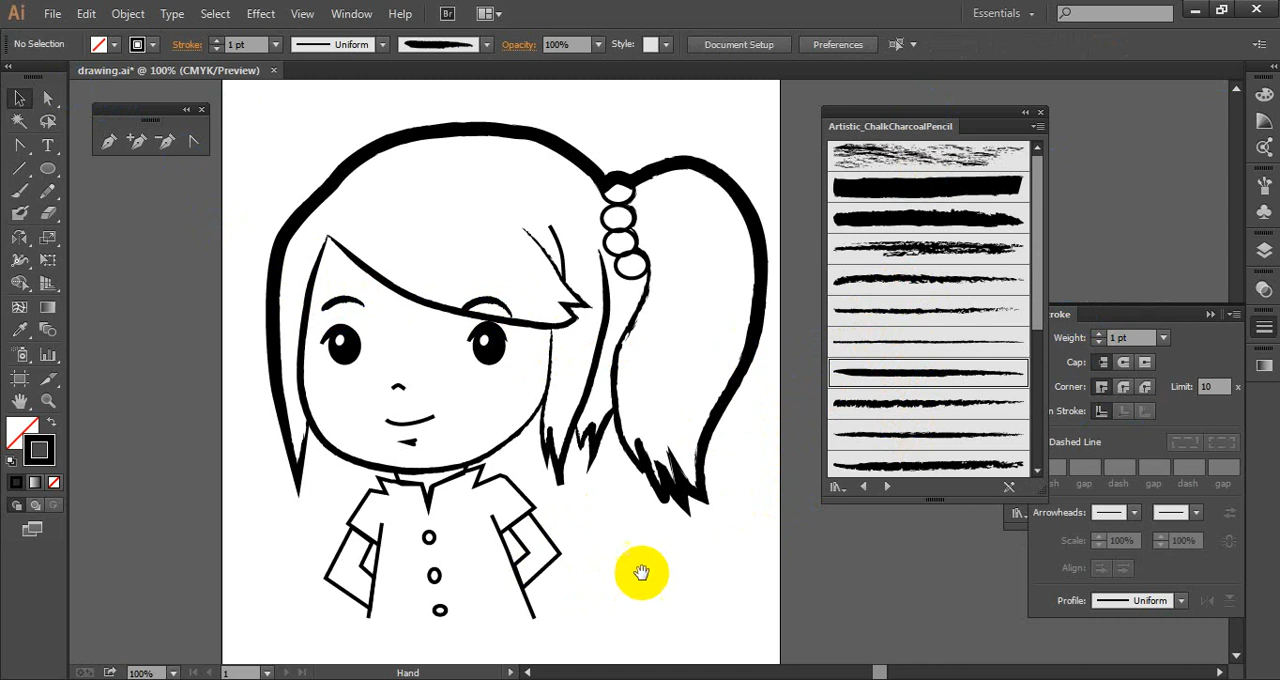 Ai File Edit Object Type Select Effect View Window Help Br Essentials
No Selection Stroke: 1 pt Uniform Opacity: 100% Style: Document Setup Preferences
drawing.ai* @ 100% (CMYK/Preview)
Artistic_ChalkCharcoalPencil
troke
Weight: 1 pt
Cap:
Corner: Limit: 10 x
n Stroke:
Dashed Line
sh gap dash gap dash gap
Arrowheads:
Scale: 100% 100%
Align:
Profile: Uniform
100% 1 Hand